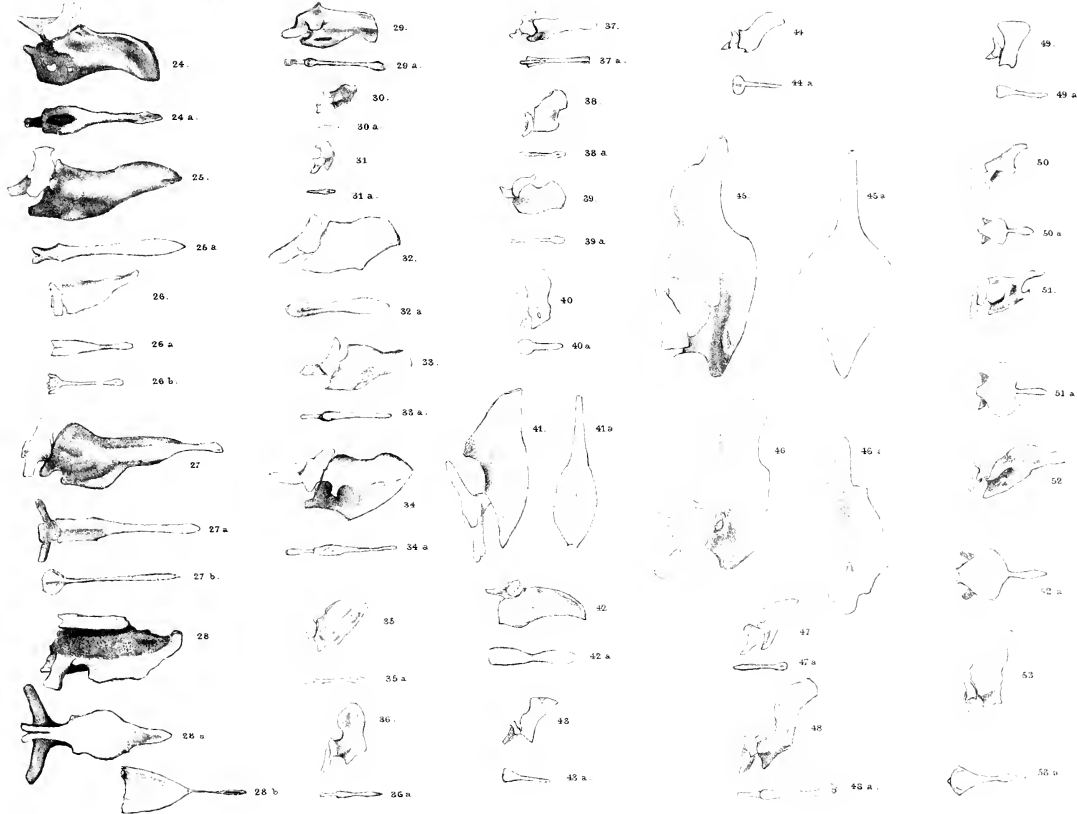 24.
24 a.
25.
25 a
26.
26 a
26 b.
27
27 a
27 b.
28
28 a
28 b
29.
29 a.
30.
30 a.
31
31 a.
32.
32 a
33.
33 a.
34
34 a
35
35 a
36.
36 a
37.
37 a.
38.
38 a
39.
39 a
40
40 a
41.
41 a
42
42 a
43
43 a.
44
44 a
45.
45 a
46
46 a
47
47 a
48
48 a.
49.
49 a
50
50 a
51.
51 a
52
52 a
53
53 a